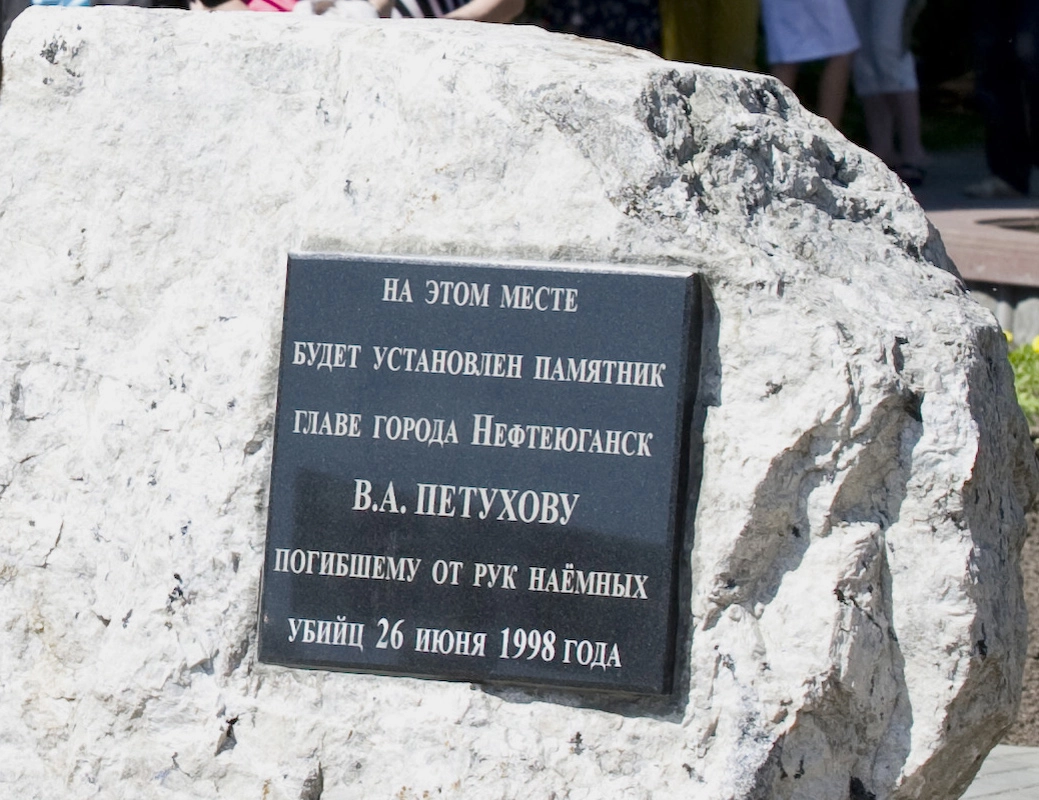 НА ЭТОМ МЕСТЕ
БУДЕТ УСТАНОВЛЕН ПАМЯТНИК
ГЛАВЕ ГОРОДА НЕФТЕЮГАНСК
В.А. ПЕТУХОВУ
ПОГИБШЕМУ ОТ РУК НАЁМНЫХ
УБИЙЦ 26 ИЮНЯ 1998 ГОДА